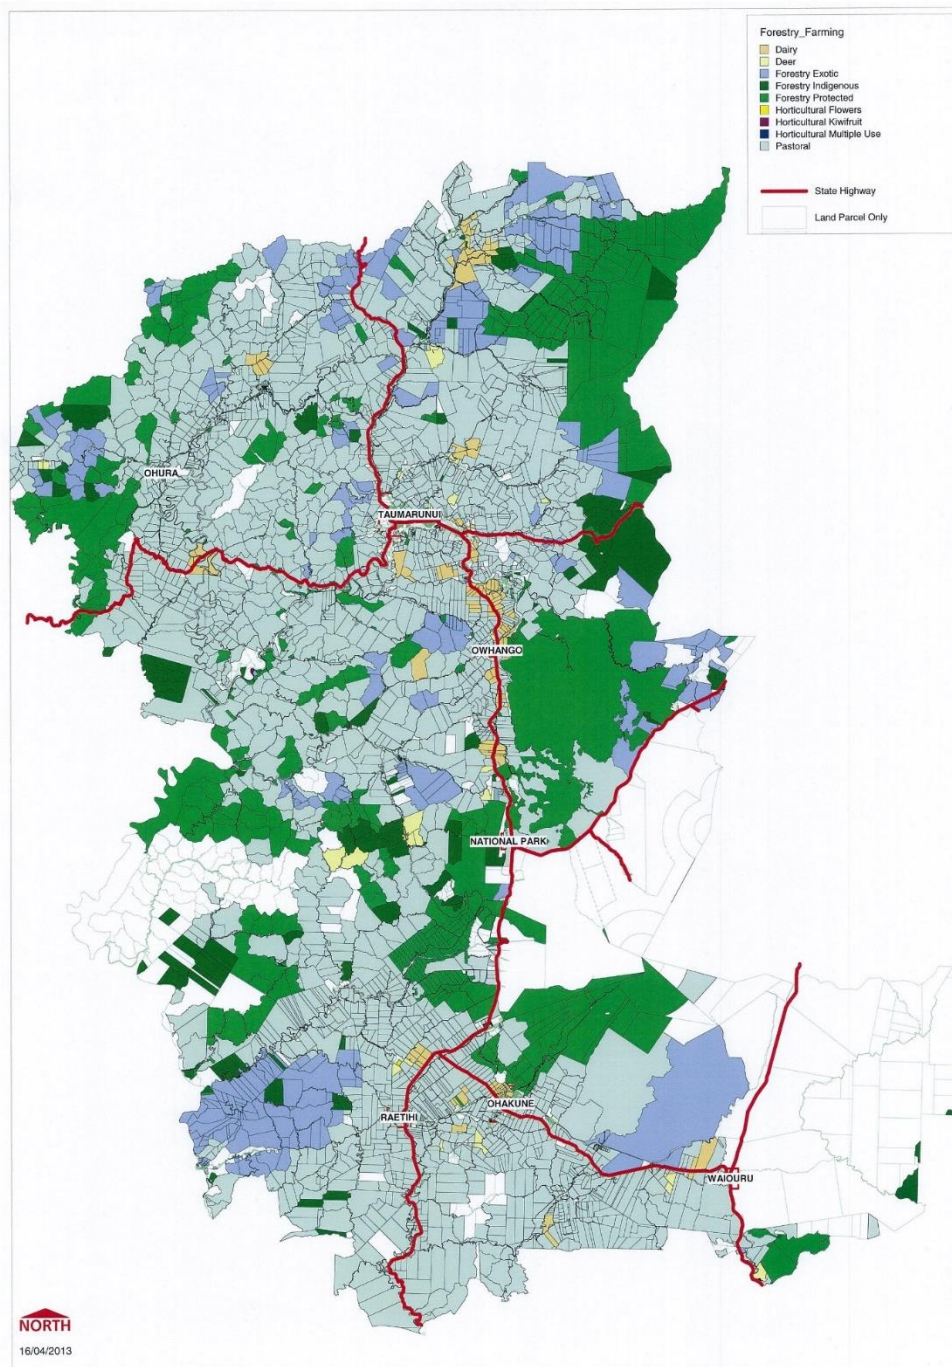 Forestry_Farming
Dairy
Deer
Forestry Exotic
Forestry Indigenous
Forestry Protected
Horticultural Flowers
Horticultural Kiwifruit
Horticultural Multiple Use
Pastoral
State Highway
Land Parcel Only
OHURA
TAUMARUNUI
OWHANGO
NATIONAL PARK
OHAKUNE
RAETIHI
WAIOURU
NORTH
16/04/2013